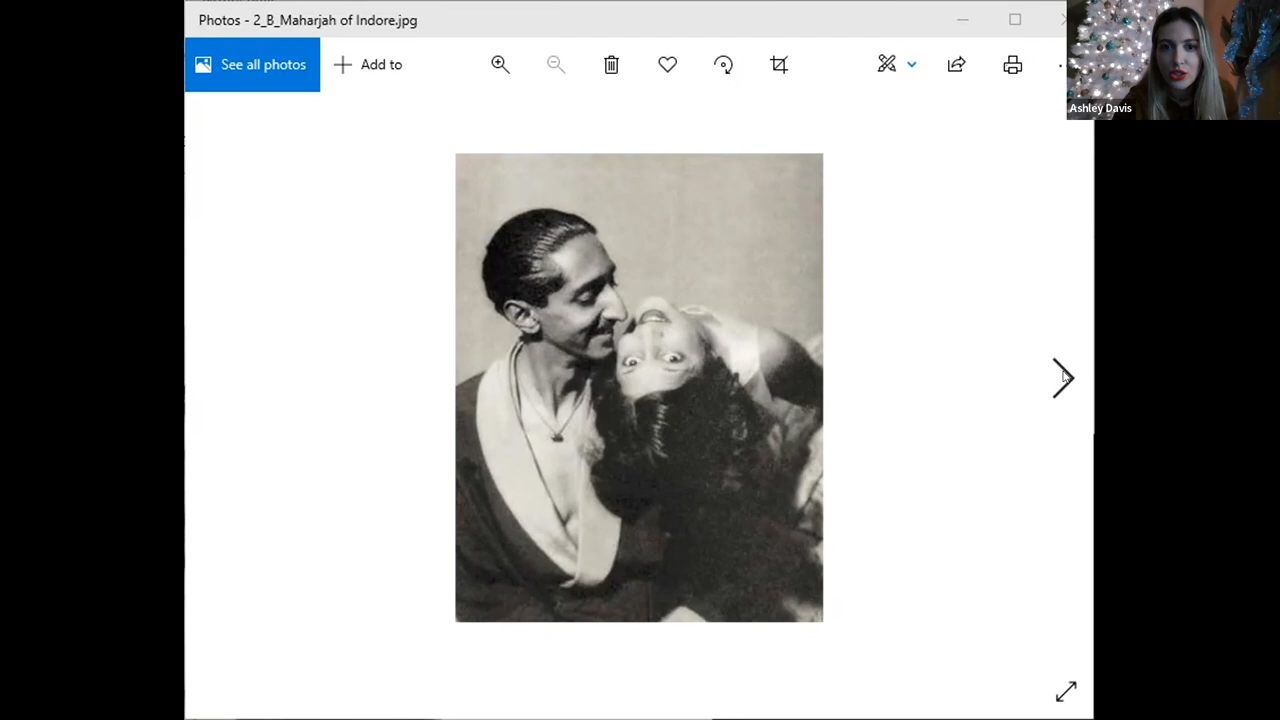 Photos - 2_B_Maharjah of Indore.jpg
See all photos
Add to
Ashley Davis